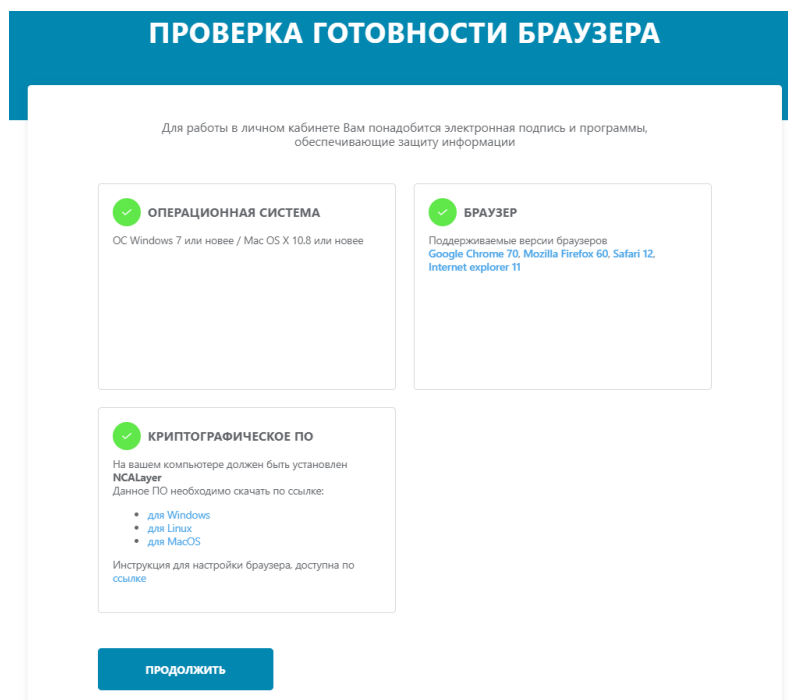 ПРОВЕРКА ГОТОВНОСТИ БРАУЗЕРА
Для работы в личном кабинете Вам понадобится электронная подпись и программы,
обеспечивающие защиту информации
ОПЕРАЦИОННАЯ СИСТЕМА
ОС Windows 7 или новее / Mac OS X 10.8 или новее
БРАУЗЕР
Поддерживаемые версии браузеров
Google Chrome 70, Mozilla Firefox 60, Safari 12,
Internet explorer 11
КРИПТОГРАФИЧЕСКОЕ ПО
На вашем компьютере должен быть установлен
NCALayer
Данное ПО необходимо скачать по ссылке:
для Windows
для Linux
для MacOS
Инструкция для настройки браузера, доступна по
ссылке
ПРОДОЛЖИТЬ